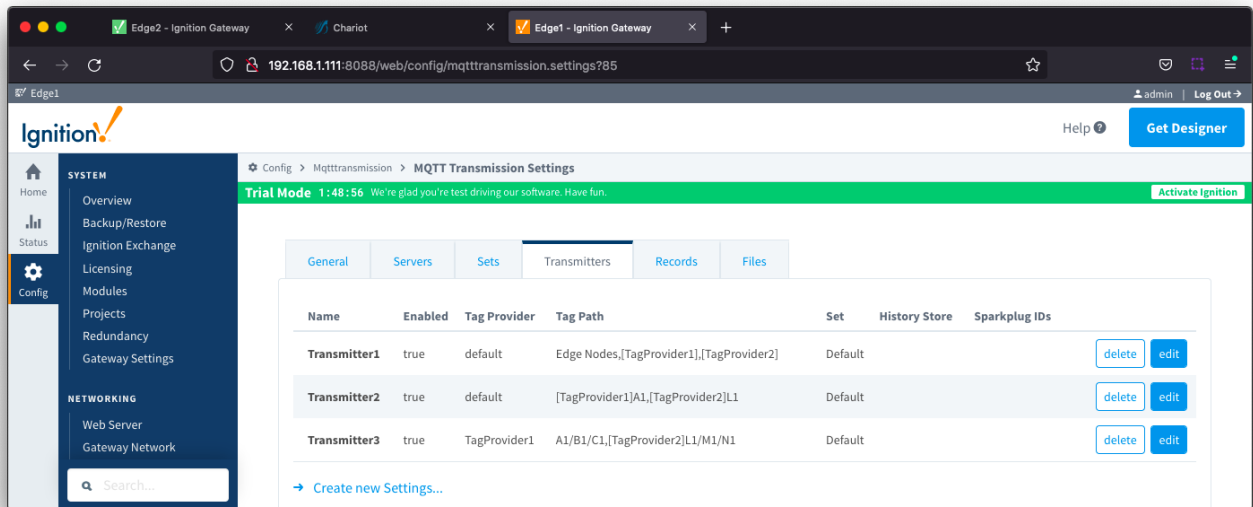 Edge2 - Ignition Gateway
Chariot
Edge1 - Ignition Gateway
192.168.1.111:8088/web/config/mqtttransmission.settings?85
Edge1
admin | Log Out
Ignition!
Help
Get Designer
Home
Status
Config
SYSTEM
Overview
Backup/Restore
Ignition Exchange
Licensing
Modules
Projects
Redundancy
Gateway Settings
NETWORKING
Web Server
Gateway Network
Search...
Config > Mqtttransmission > MQTT Transmission Settings
Trial Mode 1:48:56 We're glad you're test driving our software. Have fun. Activate Ignition
General Servers Sets Transmitters Records Files
Name Enabled Tag Provider Tag Path Set History Store Sparkplug IDs
Transmitter1 true default Edge Nodes,[TagProvider1],[TagProvider2] Default delete edit
Transmitter2 true default [TagProvider1]A1,[TagProvider2]L1 Default delete edit
Transmitter3 true TagProvider1 A1/B1/C1,[TagProvider2]L1/M1/N1 Default delete edit
→ Create new Settings...